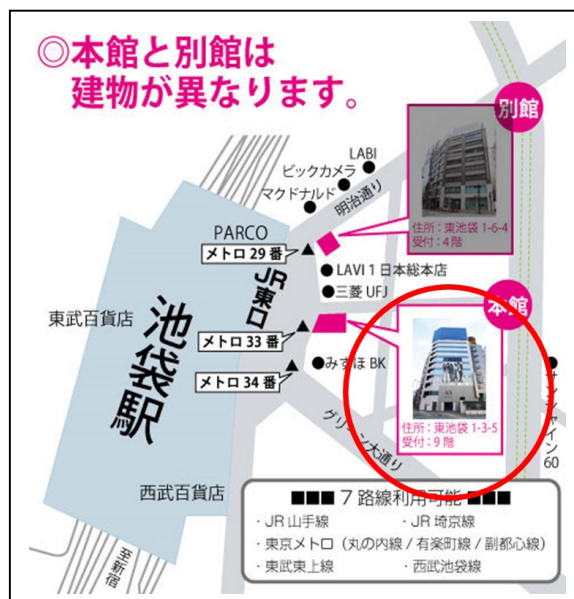 ◎本館と別館は
建物が異なります。
別館
LABI
ビックカメラ
マクドナルド
明治通り
住所：東池袋 1-6-4
受付：4 階
PARCO
メトロ 29 番
JR東口
● LAVI 1 日本総本店
● 三菱 UFJ
本館
東武百貨店
池袋駅
メトロ 33 番
● みずほ BK
メトロ 34 番
住所：東池袋 1-3-5
受付：9 階
サンシャイン60
グリーン大通り
西武百貨店
■■■ 7 路線利用可能 ■■■
・JR 山手線 ・JR 埼京線
・東京メトロ（丸の内線 / 有楽町線 / 副都心線）
・東武東上線 ・西武池袋線
至新宿